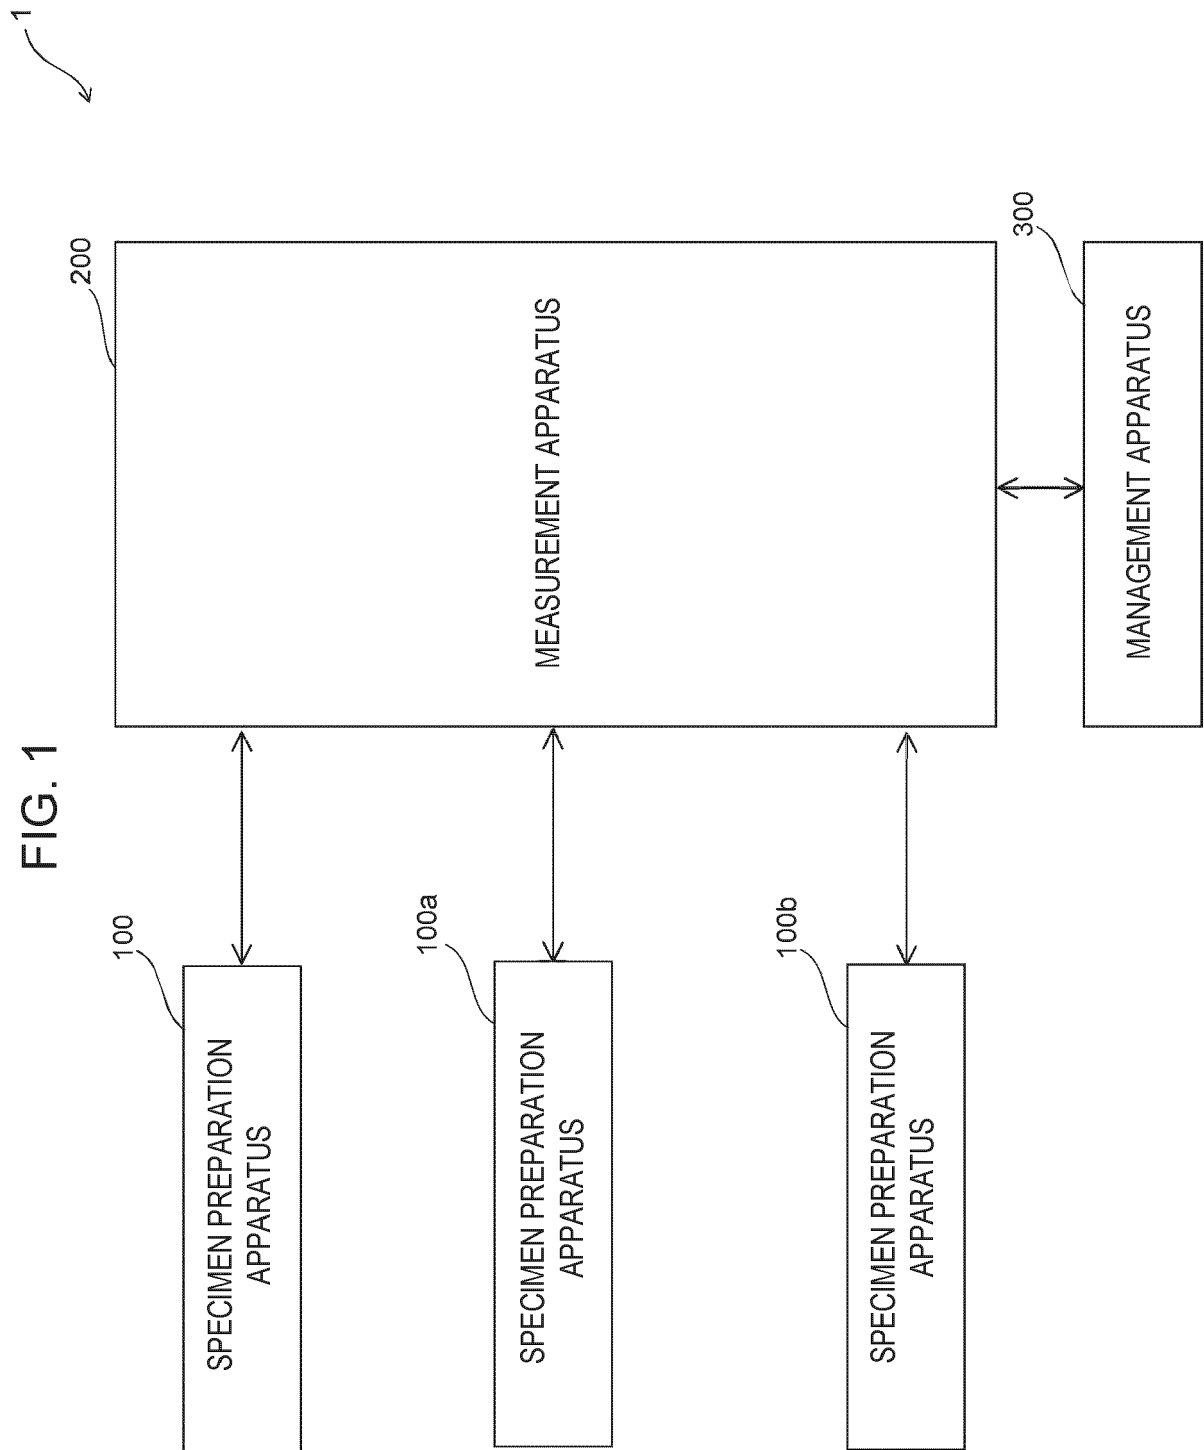 FIG. 1
1
100
SPECIMEN PREPARATION
APPARATUS
100a
SPECIMEN PREPARATION
APPARATUS
100b
SPECIMEN PREPARATION
APPARATUS
200
MEASUREMENT APPARATUS
300
MANAGEMENT APPARATUS